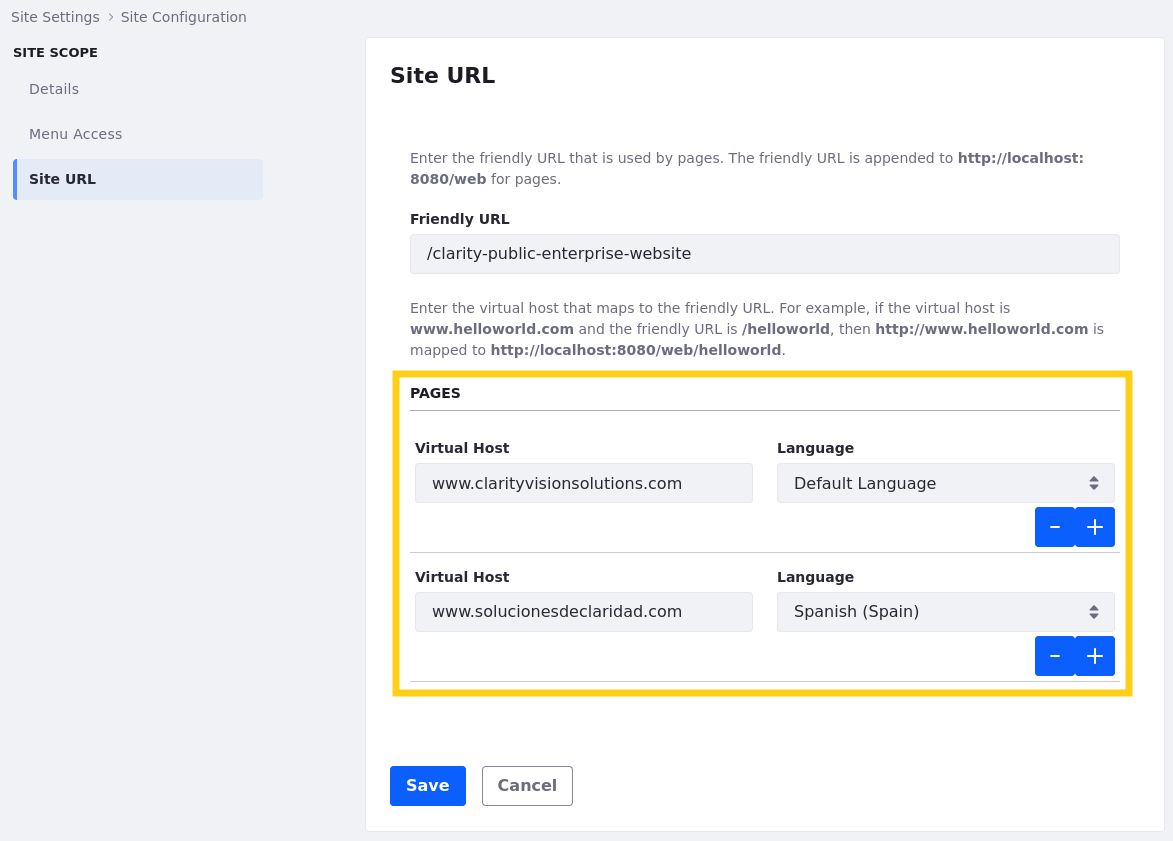 Site Settings > Site Configuration
SITE SCOPE
Details
Menu Access
Site URL
Site URL
Enter the friendly URL that is used by pages. The friendly URL is appended to http://localhost:
8080/web for pages.
Friendly URL
/clarity-public-enterprise-website
Enter the virtual host that maps to the friendly URL. For example, if the virtual host is
www.helloworld.com and the friendly URL is /helloworld, then http://www.helloworld.com is
mapped to http://localhost:8080/web/helloworld.
PAGES
Virtual Host Language
www.clarityvisionsolutions.com Default Language
- +
Virtual Host Language
www.solucionesdeclaridad.com Spanish (Spain)
- +
Save Cancel